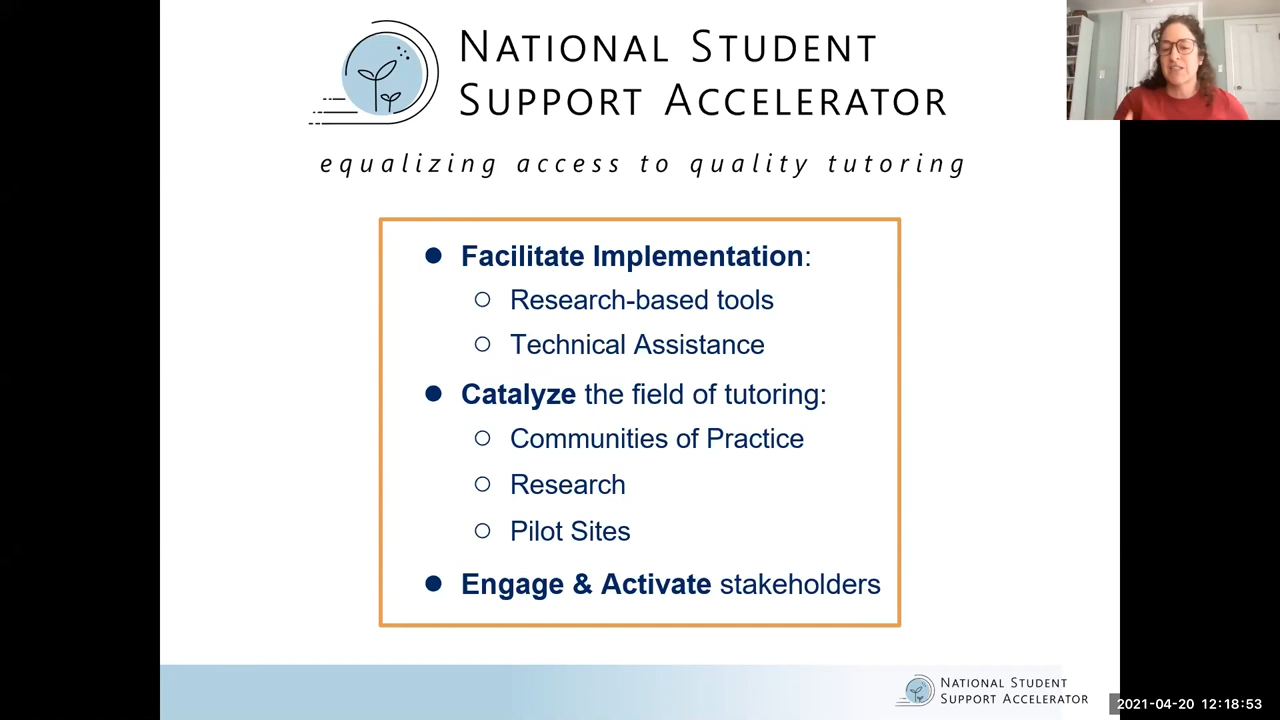 NATIONAL STUDENT
SUPPORT ACCELERATOR
equalizing access to quality tutoring
● Facilitate Implementation:
○ Research-based tools
○ Technical Assistance
● Catalyze the field of tutoring:
○ Communities of Practice
○ Research
○ Pilot Sites
● Engage & Activate stakeholders
NATIONAL STUDENT
SUPPORT ACCELERATOR
2021-04-20 12:18:53